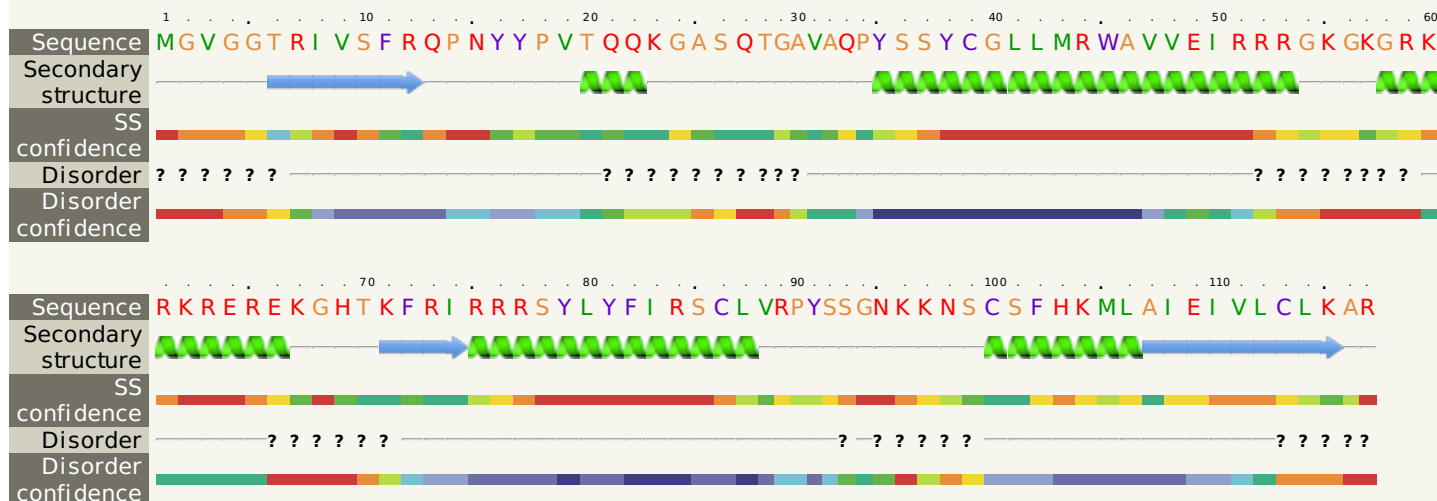 1 10 20 30 40 50 60
Sequence MGVGGTRIVSFRQPNYYPVTQQKGASQTGAVAQPYSSYCGLLMRWAVVEIRRRGKGKGRK
Secondary
structure
SS
confidence
Disorder ? ? ? ? ? ? ? ? ? ? ? ? ? ? ? ? ? ? ? ? ? ? ? ?
Disorder
confidence
70 80 90 100 110
Sequence RKREREKGHTKFRIRRRSYLYFIRSCLVRPYSSGNKKNSCSFHKMLAIEIVLCLKAR
Secondary
structure
SS
confidence
Disorder ? ? ? ? ? ? ? ? ? ? ? ? ? ? ? ? ?
Disorder
confidence